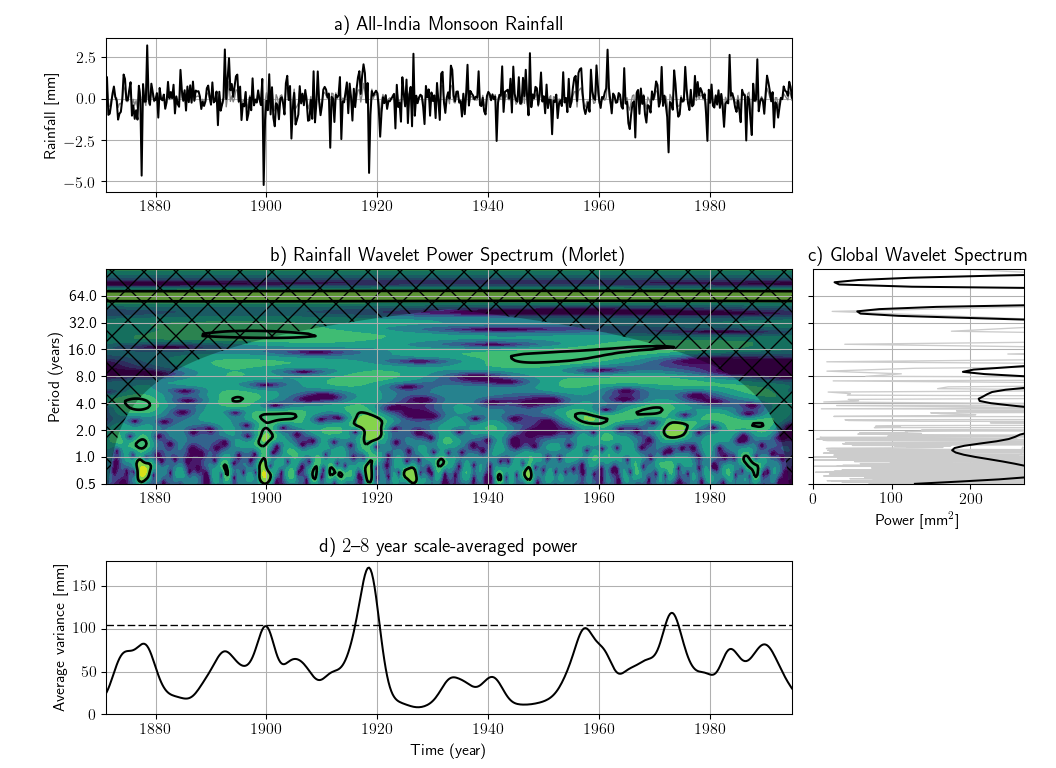 a) All-India Monsoon Rainfall
Rainfall [mm]
2.5
0.0
−2.5
−5.0
1880 1900 1920 1940 1960 1980
b) Rainfall Wavelet Power Spectrum (Morlet)
Period (years)
64.0
32.0
16.0
8.0
4.0
2.0
1.0
0.5
1880 1900 1920 1940 1960 1980
c) Global Wavelet Spectrum
0 100 200
Power [mm²]
d) 2–8 year scale-averaged power
Average variance [mm]
150
100
50
0
1880 1900 1920 1940 1960 1980
Time (year)